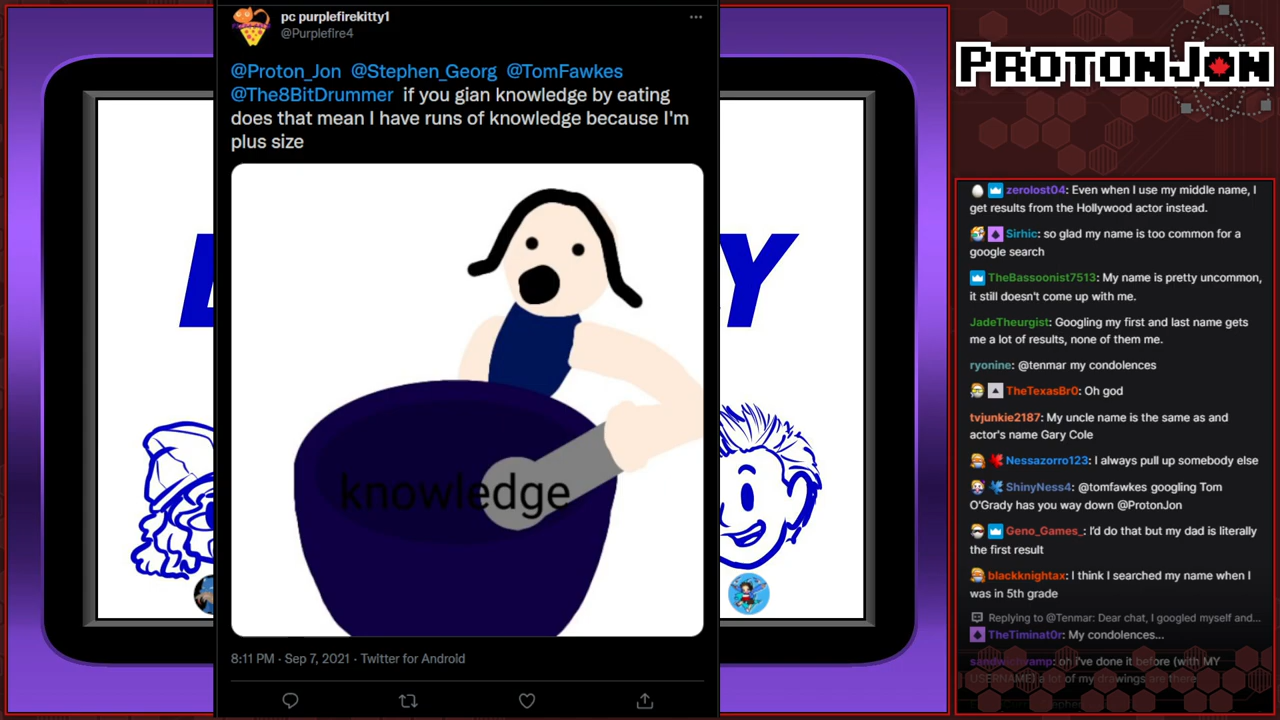 pc purplefirekitty1
@Purplefire4
@Proton_Jon @Stephen_Georg @TomFawkes
@The8BitDrummer if you gian knowledge by eating
does that mean I have runs of knowledge because I'm
plus size
knowledge
8:11 PM · Sep 7, 2021 · Twitter for Android
Y
PROTONJON
zerolost04: Even when I use my middle name, I
get results from the Hollywood actor instead.
Sirhic: so glad my name is too common for a
google search
TheBassoonist7513: My name is pretty uncommon,
it still doesn't come up with me.
JadeTheurgist: Googling my first and last name gets
me a lot of results, none of them me.
ryonine: @tenmar my condolences
TheTexasBr0: Oh god
tvjunkie2187: My uncle name is the same as and
actor's name Gary Cole
Nessazorro123: I always pull up somebody else
ShinyNess4: @tomfawkes googling Tom
O'Grady has you way down @ProtonJon
Geno_Games_: I'd do that but my dad is literally
the first result
blackknightax: I think I searched my name when I
was in 5th grade
Replying to @Tenmar: Dear chat, I googled myself and...
TheTiminat0r: My condolences...
sandwichvamp: oh i've done it before (with MY
USERNAME) a lot of my drawings are there